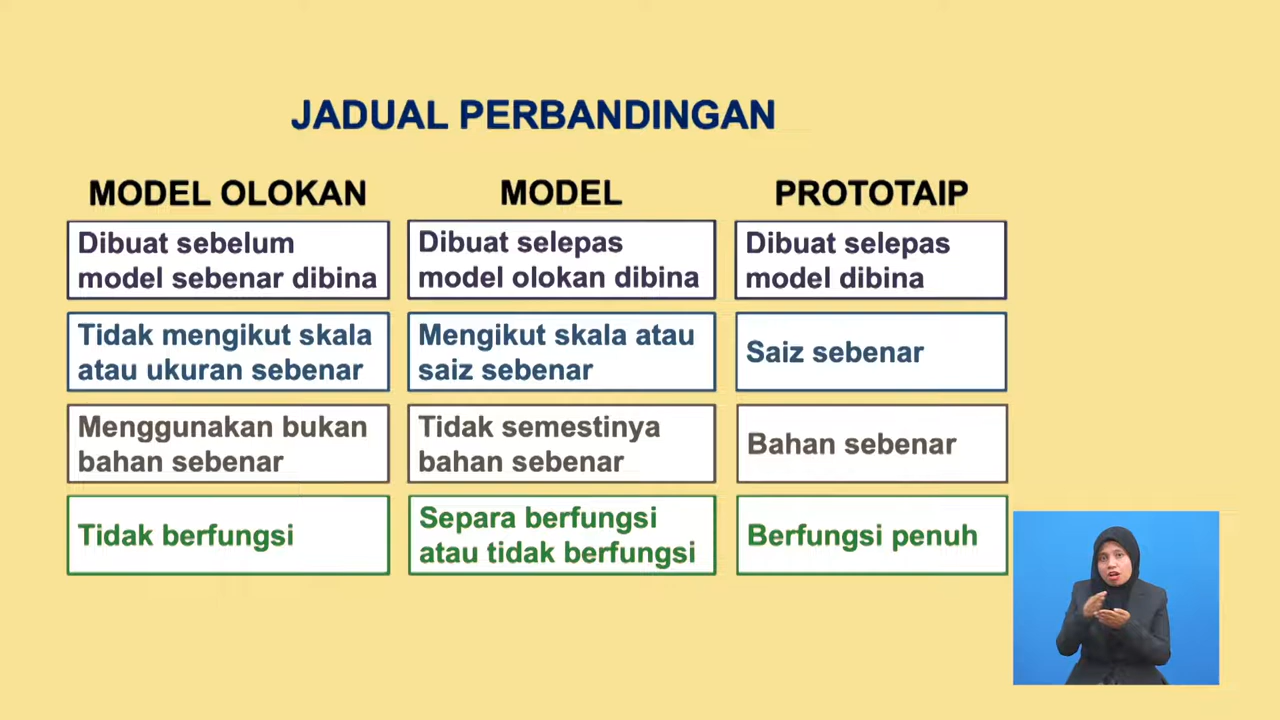 JADUAL PERBANDINGAN
MODEL OLOKAN
MODEL
PROTOTAIP
Dibuat sebelum
model sebenar dibina
Dibuat selepas
model olokan dibina
Dibuat selepas
model dibina
Tidak mengikut skala
atau ukuran sebenar
Mengikut skala atau
saiz sebenar
Saiz sebenar
Menggunakan bukan
bahan sebenar
Tidak semestinya
bahan sebenar
Bahan sebenar
Tidak berfungsi
Separa berfungsi
atau tidak berfungsi
Berfungsi penuh